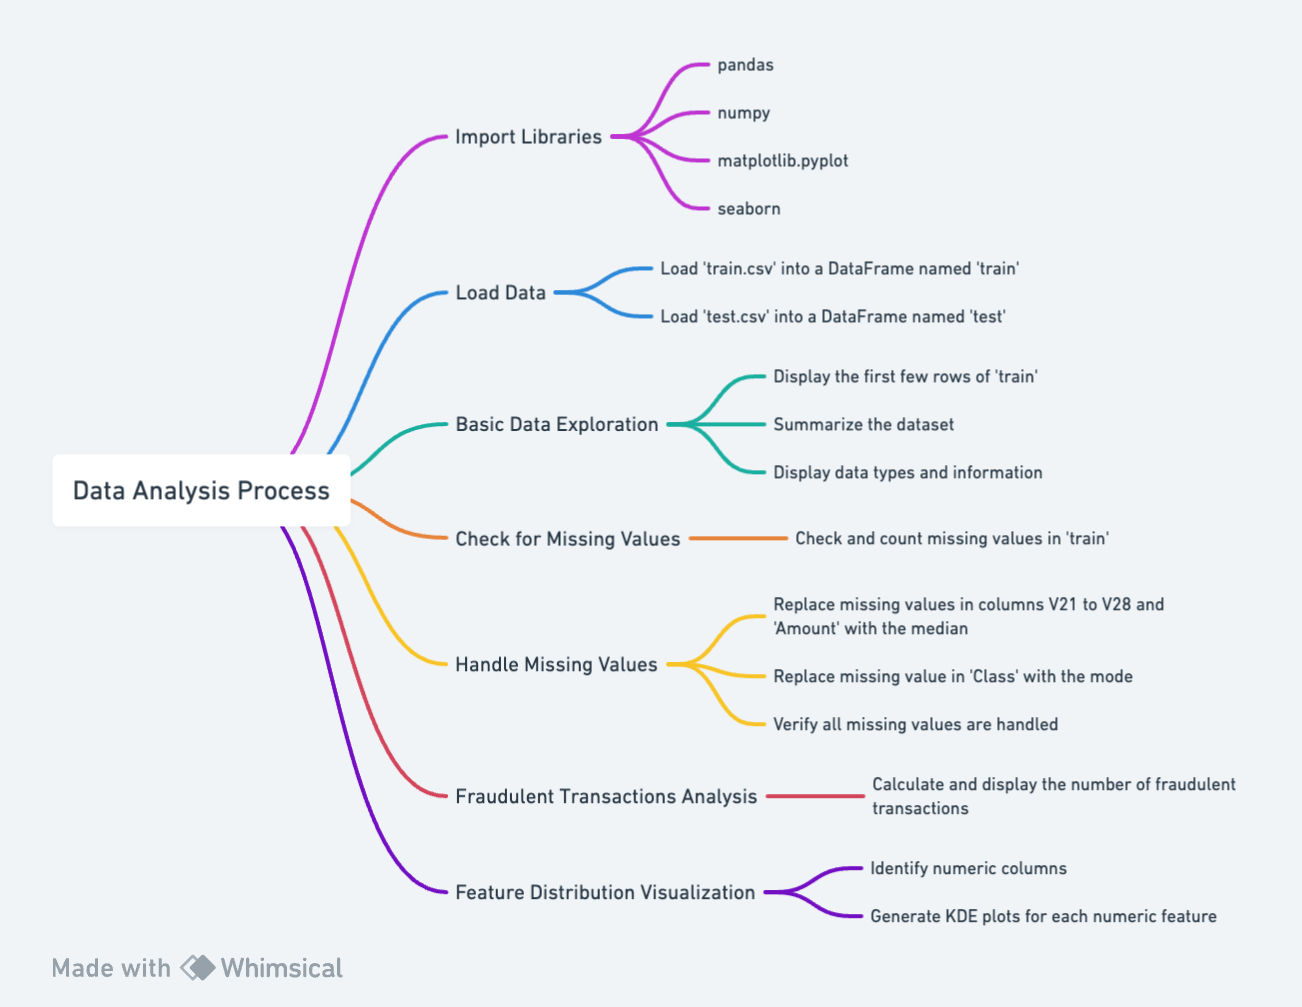 Data Analysis Process
Import Libraries
pandas
numpy
matplotlib.pyplot
seaborn
Load Data
Load 'train.csv' into a DataFrame named 'train'
Load 'test.csv' into a DataFrame named 'test'
Basic Data Exploration
Display the first few rows of 'train'
Summarize the dataset
Display data types and information
Check for Missing Values
Check and count missing values in 'train'
Handle Missing Values
Replace missing values in columns V21 to V28 and
'Amount' with the median
Replace missing value in 'Class' with the mode
Verify all missing values are handled
Fraudulent Transactions Analysis
Calculate and display the number of fraudulent
transactions
Feature Distribution Visualization
Identify numeric columns
Generate KDE plots for each numeric feature
Made with Whimsical